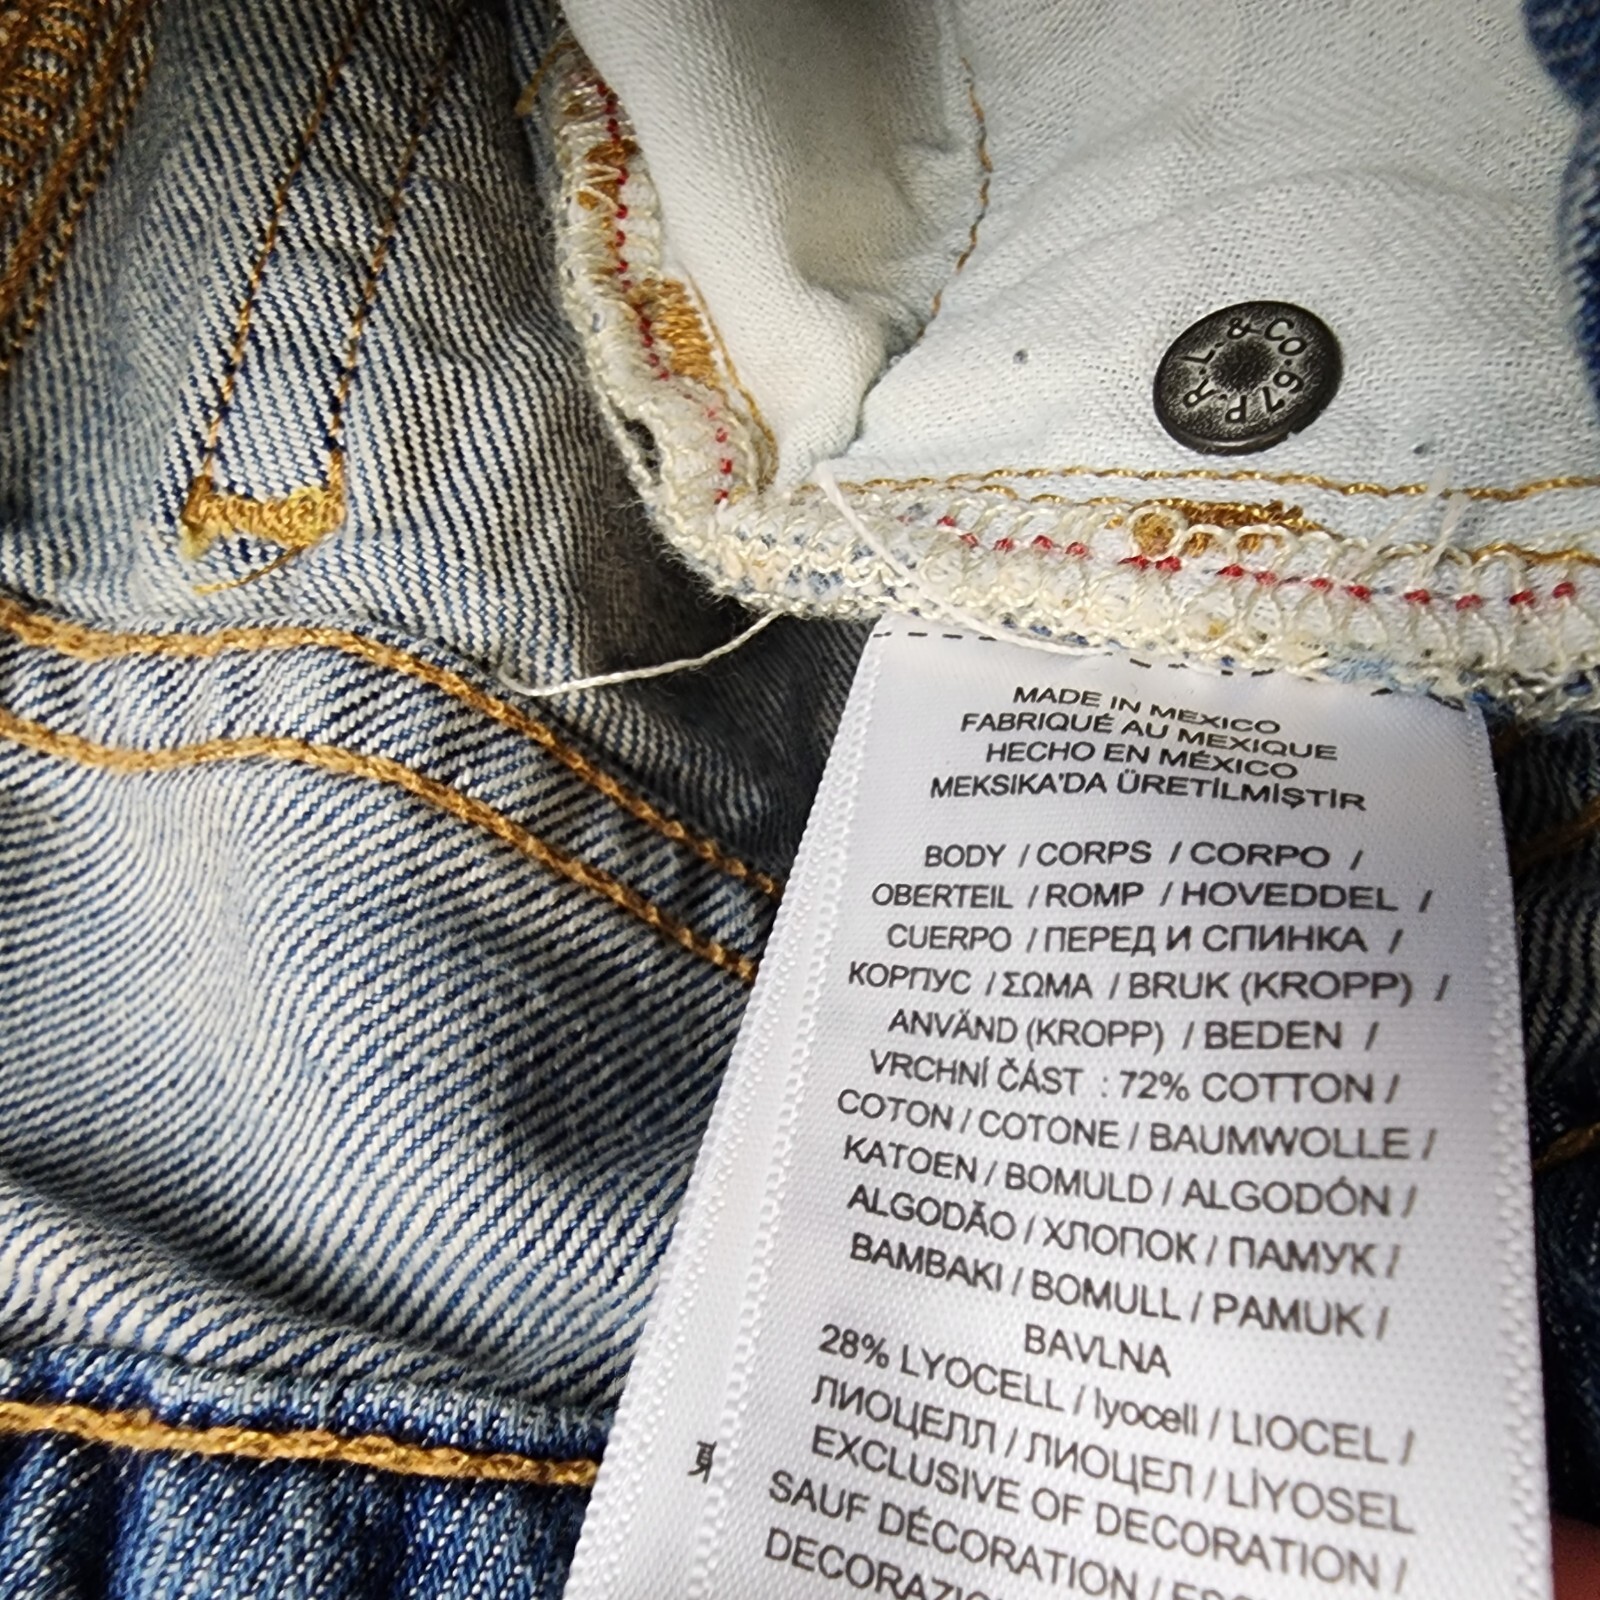 P.R.L. & CO. 67
MADE IN MEXICO
FABRIQUÉ AU MEXIQUE
HECHO EN MÉXICO
MEKSIKA'DA ÜRETİLMİŞTİR
BODY / CORPS / CORPO /
OBERTEIL / ROMP / HOVEDDEL /
CUERPO / ПЕРЕД И СПИНКА /
КОРПУС / ΣΩΜΑ / BRUK (KROPP) /
ANVÄND (KROPP) / BEDEN /
VRCHNÍ ČÁST : 72% COTTON /
COTON / COTONE / BAUMWOLLE /
KATOEN / BOMULD / ALGODÓN /
ALGODÃO / ХЛОПОК / ПАМУК /
BAMBAKI / BOMULL / PAMUK /
BAVLNA
28% LYOCELL / lyocell / LIOCEL /
ЛИОЦЕЛЛ / ЛИОЦЕЛ / LİYOSEL
EXCLUSIVE OF DECORATION /
SAUF DÉCORATION /